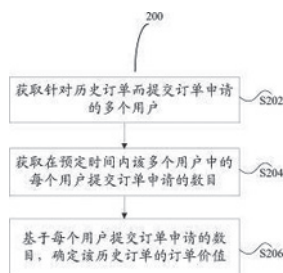 200
获取针对历史订单而提交订单申请
的多个用户
S202
获取在预定时间内该多个用户中的
每个用户提交订单申请的数目
S204
基于每个用户提交订单申请的数
目，确定该历史订单的订单价值
S206